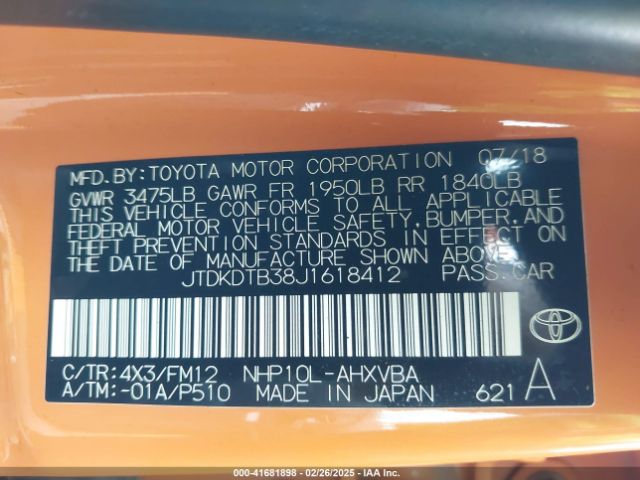 MFD. BY: TOYOTA MOTOR CORPORATION 07/18
GVWR 3475LB GAWR FR 1950LB RR 1840LB
THIS VEHICLE CONFORMS TO ALL APPLICABLE
FEDERAL MOTOR VEHICLE SAFETY, BUMPER, AND
THEFT PREVENTION STANDARDS IN EFFECT ON
THE DATE OF MANUFACTURE SHOWN ABOVE.
JTDKDTB38J1618412 PASS. CAR
C/TR: 4X3/FM12 NHP10L-AHXVBA
A/TM: -01A/P510 MADE IN JAPAN 621 A
000-41681898 - 02/26/2025 - IAA Inc.